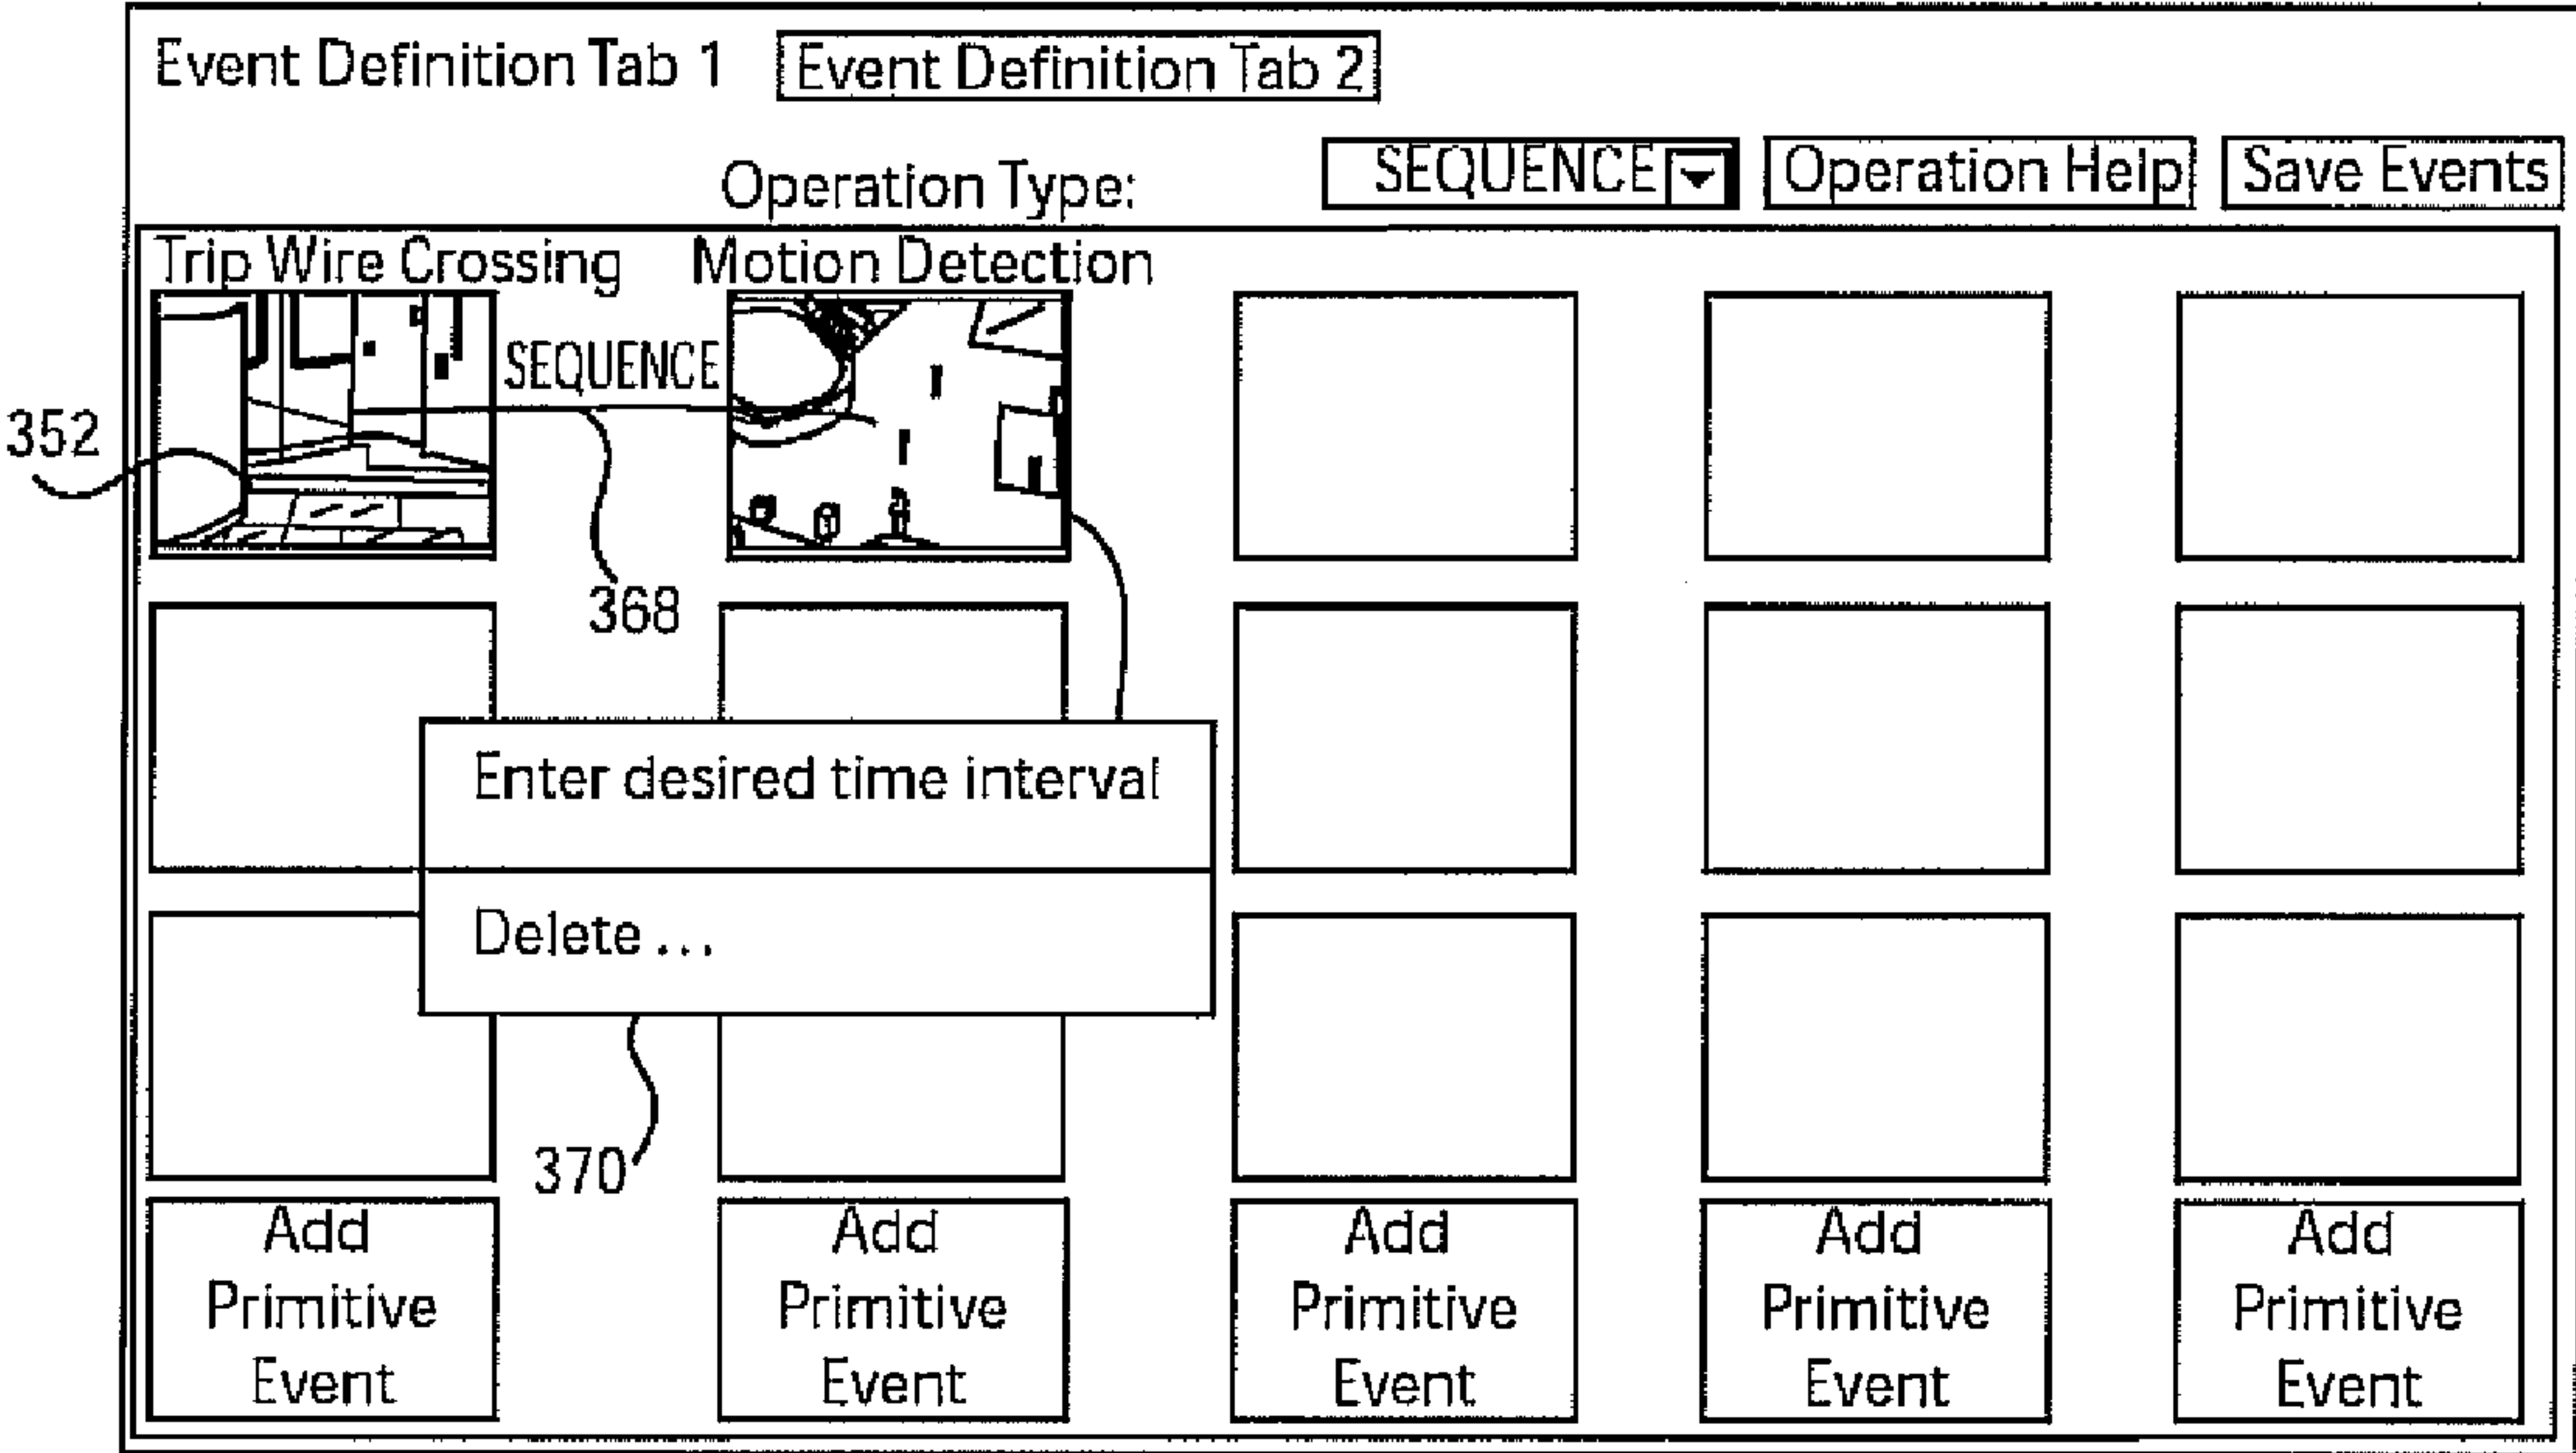 Event Definition Tab 1 Event Definition Tab 2
Operation Type: SEQUENCE Operation Help Save Events
Trip Wire Crossing Motion Detection
SEQUENCE
352
368
Enter desired time interval
Delete ...
370
Add Add Add Add Add
Primitive Primitive Primitive Primitive Primitive
Event Event Event Event Event